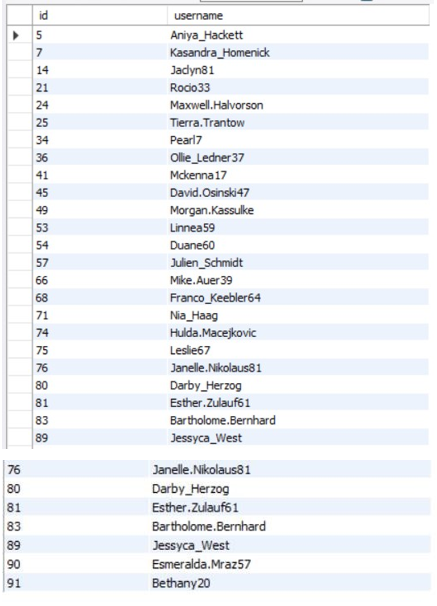 id username
5 Aniya_Hackett
7 Kasandra_Homenick
14 Jaclyn81
21 Rocio33
24 Maxwell.Halvorson
25 Tierra.Trantow
34 Pearl7
36 Ollie_Ledner37
41 Mckenna17
45 David.Osinski47
49 Morgan.Kassulke
53 Linnea59
54 Duane60
57 Julien_Schmidt
66 Mike.Auer39
68 Franco_Keebler64
71 Nia_Haag
74 Hulda.Macejkovic
75 Leslie67
76 Janelle.Nikolaus81
80 Darby_Herzog
81 Esther.Zulauf61
83 Bartholome.Bernhard
89 Jessyca_West
76 Janelle.Nikolaus81
80 Darby_Herzog
81 Esther.Zulauf61
83 Bartholome.Bernhard
89 Jessyca_West
90 Esmeralda.Mraz57
91 Bethany20